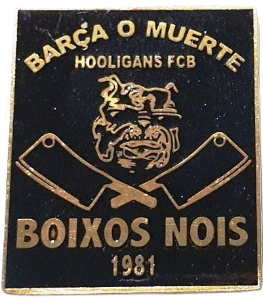 BARÇA O MUERTE
HOOLIGANS FCB
BOIXOS NOIS
1981